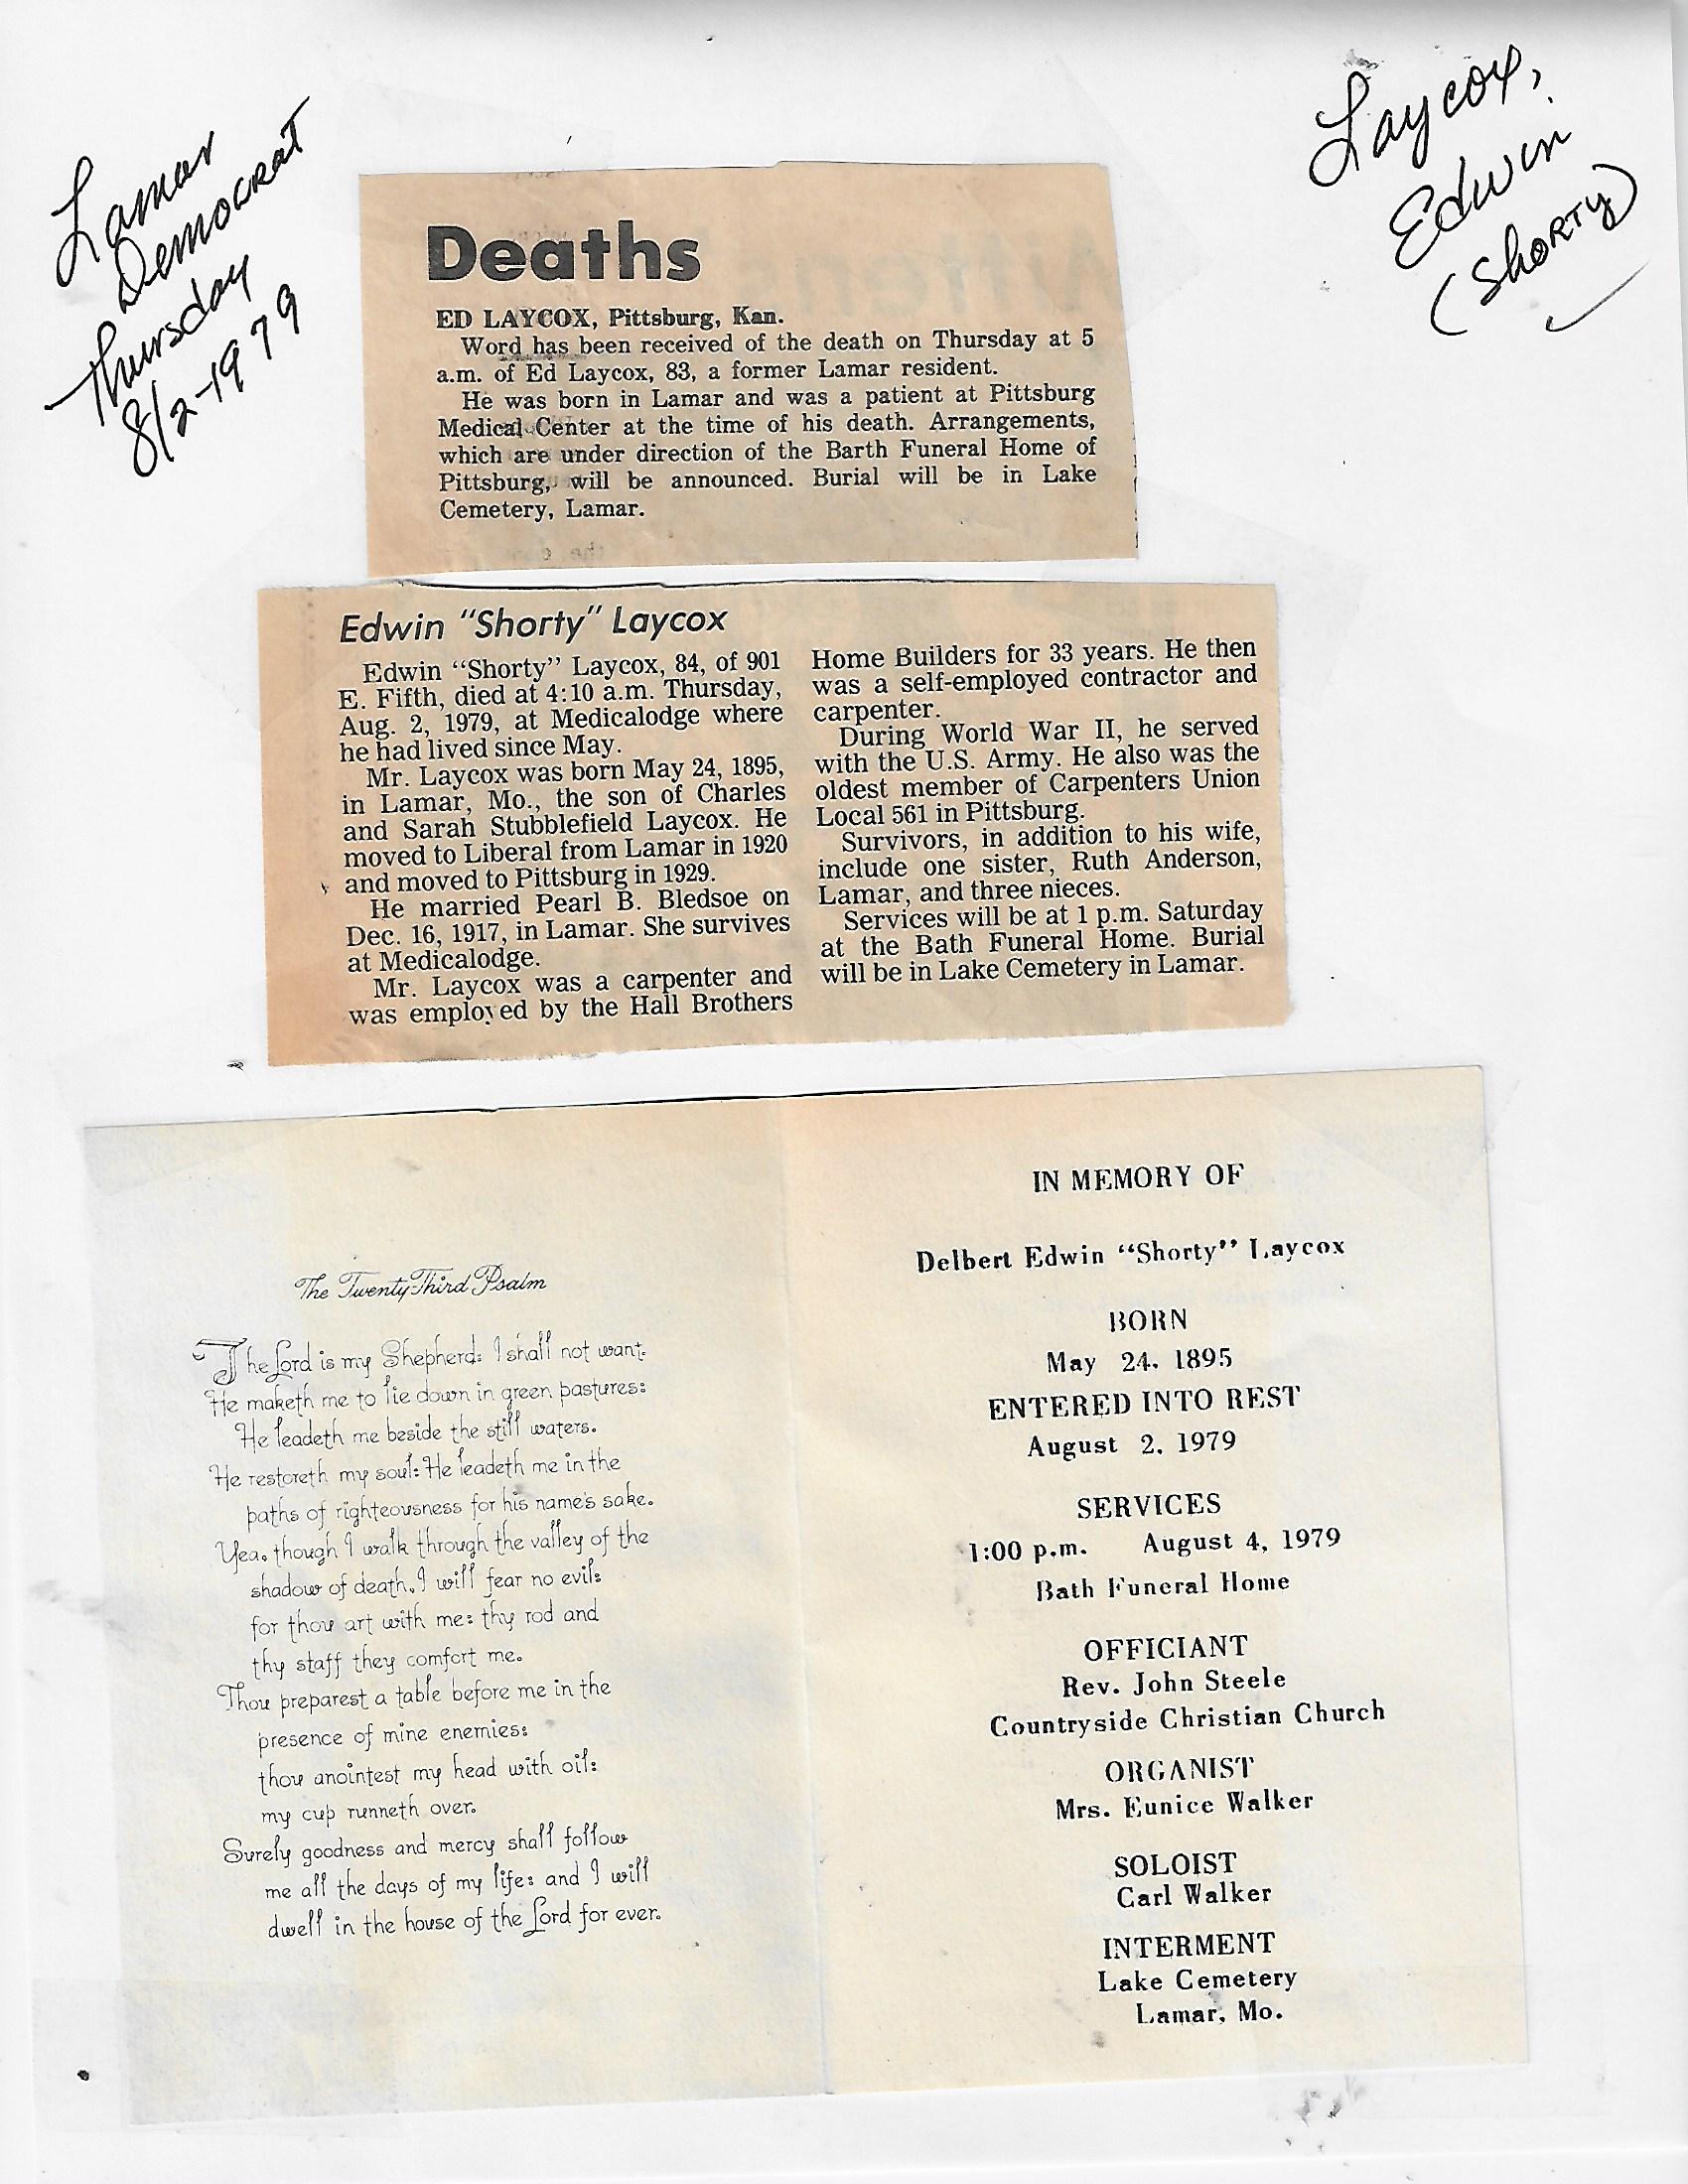 Lamar
Democrat
Thursday
8/2-1979
Laycox,
Edwin
(Shorty)
Deaths
ED LAYCOX, Pittsburg, Kan.
Word has been received of the death on Thursday at 5
a.m. of Ed Laycox, 83, a former Lamar resident.
He was born in Lamar and was a patient at Pittsburg
Medical Center at the time of his death. Arrangements,
which are under direction of the Barth Funeral Home of
Pittsburg, will be announced. Burial will be in Lake
Cemetery, Lamar.
Edwin "Shorty" Laycox
Edwin "Shorty" Laycox, 84, of 901
E. Fifth, died at 4:10 a.m. Thursday,
Aug. 2, 1979, at Medicalodge where
he had lived since May.
Mr. Laycox was born May 24, 1895,
in Lamar, Mo., the son of Charles
and Sarah Stubblefield Laycox. He
moved to Liberal from Lamar in 1920
and moved to Pittsburg in 1929.
He married Pearl B. Bledsoe on
Dec. 16, 1917, in Lamar. She survives
at Medicalodge.
Mr. Laycox was a carpenter and
was employed by the Hall Brothers
Home Builders for 33 years. He then
was a self-employed contractor and
carpenter.
During World War II, he served
with the U.S. Army. He also was the
oldest member of Carpenters Union
Local 561 in Pittsburg.
Survivors, in addition to his wife,
include one sister, Ruth Anderson,
Lamar, and three nieces.
Services will be at 1 p.m. Saturday
at the Bath Funeral Home. Burial
will be in Lake Cemetery in Lamar.
The Twenty-Third Psalm
The Lord is my Shepherd: I shall not want.
He maketh me to lie down in green pastures:
He leadeth me beside the still waters.
He restoreth my soul: He leadeth me in the
paths of righteousness for his name's sake.
Yea, though I walk through the valley of the
shadow of death, I will fear no evil:
for thou art with me: thy rod and
thy staff they comfort me.
Thou preparest a table before me in the
presence of mine enemies:
thou anointest my head with oil:
my cup runneth over.
Surely goodness and mercy shall follow
me all the days of my life: and I will
dwell in the house of the Lord for ever.
IN MEMORY OF
Delbert Edwin "Shorty" Laycox
BORN
May 24, 1895
ENTERED INTO REST
August 2, 1979
SERVICES
1:00 p.m. August 4, 1979
Bath Funeral Home
OFFICIANT
Rev. John Steele
Countryside Christian Church
ORGANIST
Mrs. Eunice Walker
SOLOIST
Carl Walker
INTERMENT
Lake Cemetery
Lamar, Mo.